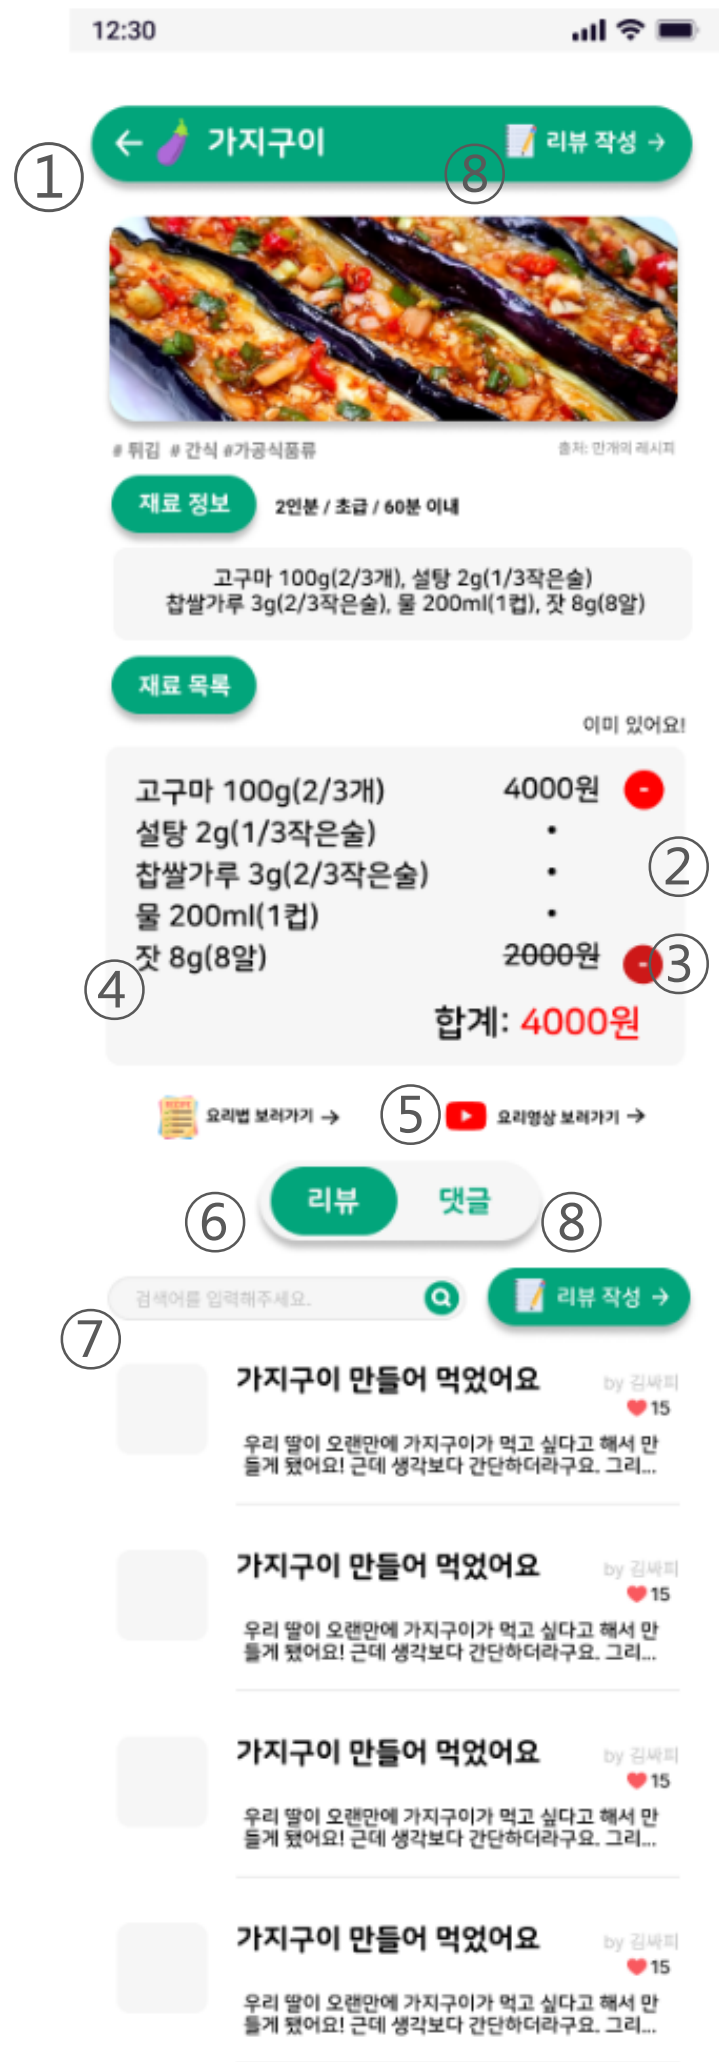 12:30
① ← 가지구이 ⑧ 리뷰 작성 →
# 튀김 # 간식 #가공식품류 출처: 만개의 레시피
재료 정보 2인분 / 초급 / 60분 이내
고구마 100g(2/3개), 설탕 2g(1/3작은술)
찹쌀가루 3g(2/3작은술), 물 200ml(1컵), 잣 8g(8알)
재료 목록
이미 있어요!
고구마 100g(2/3개) 4000원 -
설탕 2g(1/3작은술) •
찹쌀가루 3g(2/3작은술) • ②
물 200ml(1컵) •
④ 잣 8g(8알) 2000원 - ③
합계: 4000원
RECIPE 요리법 보러가기 → ⑤ 요리영상 보러가기 →
⑥ 리뷰 댓글 ⑧
검색어를 입력해주세요. 리뷰 작성 →
⑦
가지구이 만들어 먹었어요 by 김싸피
15
우리 딸이 오랜만에 가지구이가 먹고 싶다고 해서 만
들게 됐어요! 근데 생각보다 간단하더라구요. 그리...
가지구이 만들어 먹었어요 by 김싸피
15
우리 딸이 오랜만에 가지구이가 먹고 싶다고 해서 만
들게 됐어요! 근데 생각보다 간단하더라구요. 그리...
가지구이 만들어 먹었어요 by 김싸피
15
우리 딸이 오랜만에 가지구이가 먹고 싶다고 해서 만
들게 됐어요! 근데 생각보다 간단하더라구요. 그리...
가지구이 만들어 먹었어요 by 김싸피
15
우리 딸이 오랜만에 가지구이가 먹고 싶다고 해서 만
들게 됐어요! 근데 생각보다 간단하더라구요. 그리...